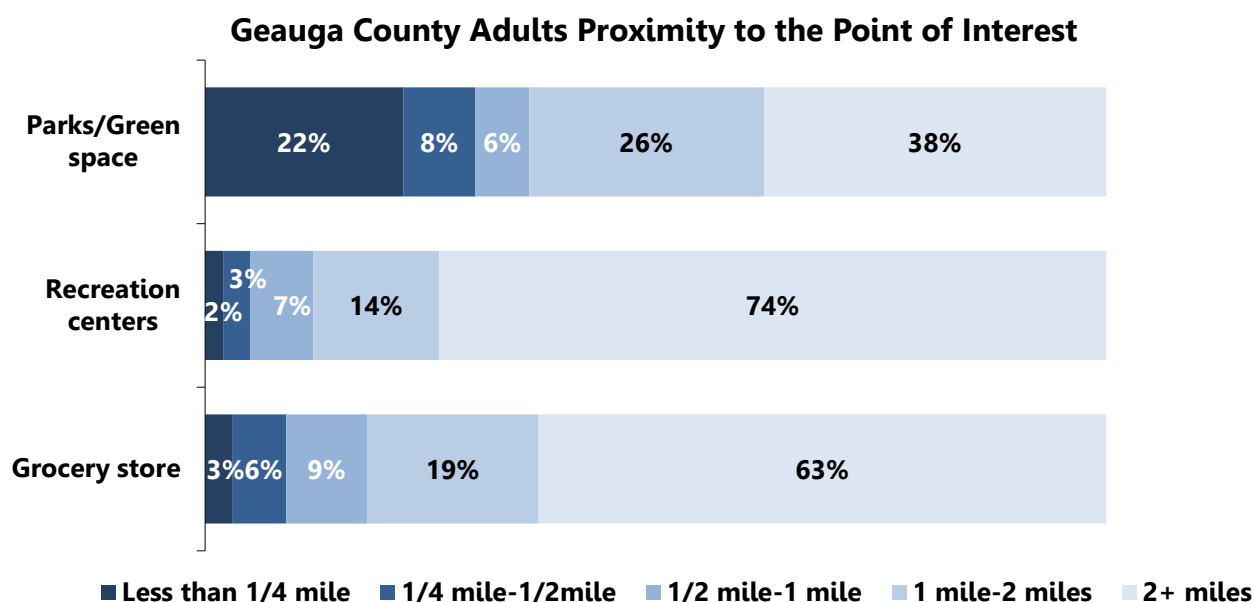 Geauga County Adults Proximity to the Point of Interest
Parks/Green
space
22% 8% 6% 26% 38%
Recreation
centers
2% 3% 7% 14% 74%
Grocery store
3% 6% 9% 19% 63%
Less than 1/4 mile 1/4 mile-1/2mile 1/2 mile-1 mile 1 mile-2 miles 2+ miles